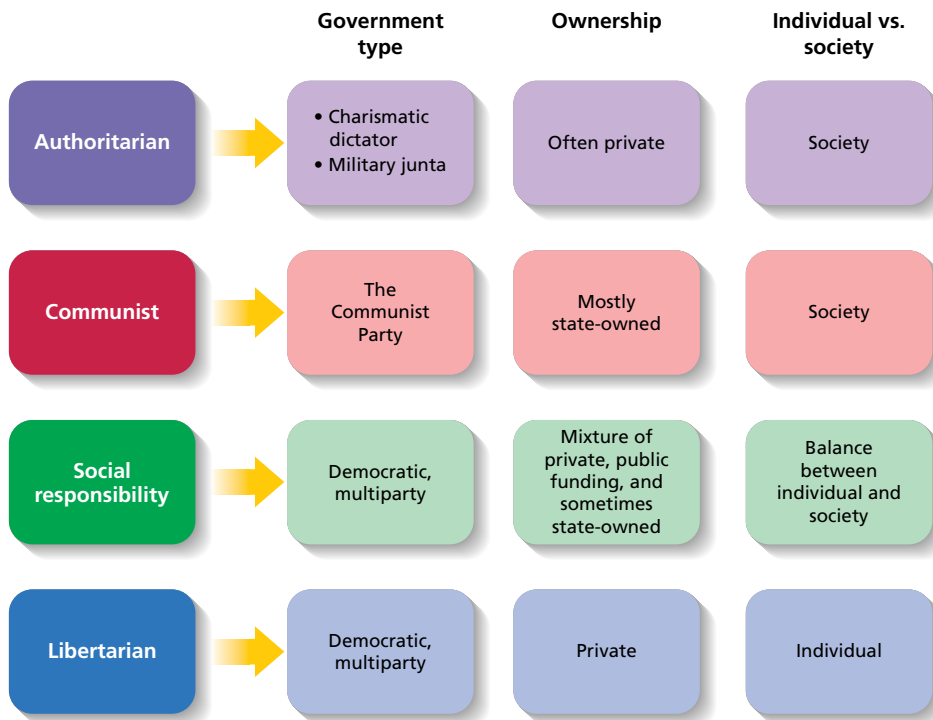 Government
type
Ownership
Individual vs.
society
Authoritarian
• Charismatic
dictator
• Military junta
Often private
Society
Communist
The
Communist
Party
Mostly
state-owned
Society
Social
responsibility
Democratic,
multiparty
Mixture of
private, public
funding, and
sometimes
state-owned
Balance
between
individual and
society
Libertarian
Democratic,
multiparty
Private
Individual